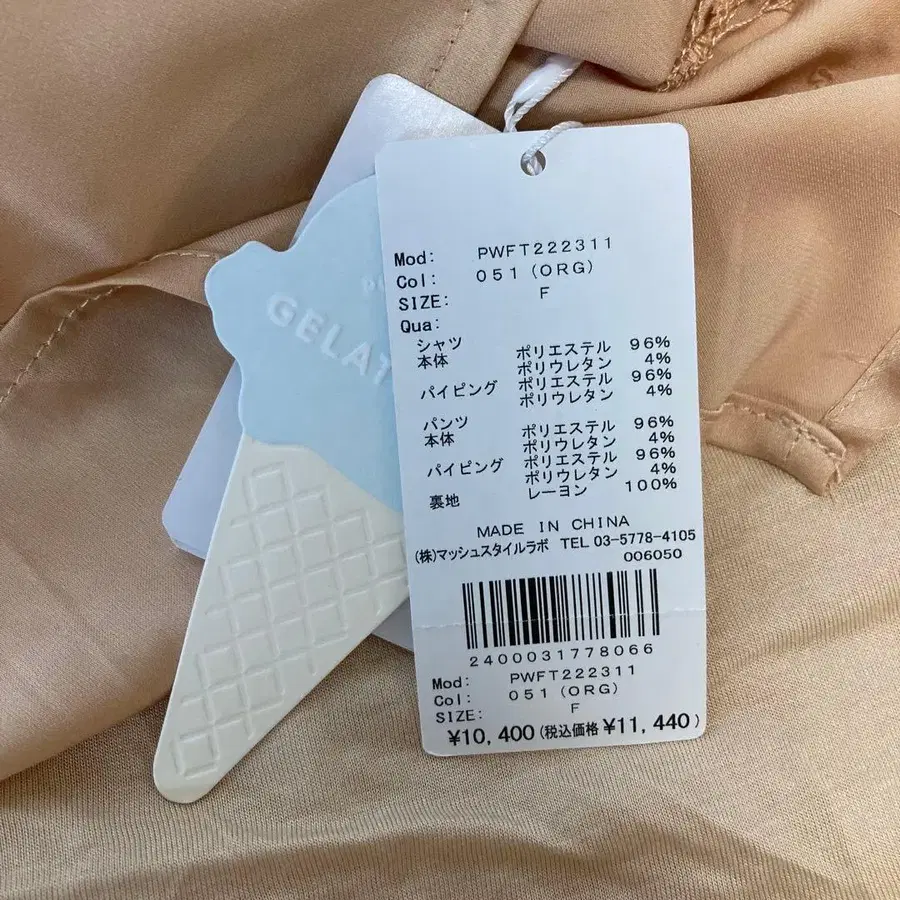 GELAT
Mod: PWFT222311
Col: 051 (ORG)
SIZE: F
Qua:
シャツ
本体 ポリエステル 96%
ポリウレタン 4%
パイピング ポリエステル 96%
ポリウレタン 4%
パンツ
本体 ポリエステル 96%
ポリウレタン 4%
パイピング ポリエステル 96%
ポリウレタン 4%
裏地 レーヨン 100%
MADE IN CHINA
(株)マッシュスタイルラボ TEL 03-5778-4105
006050
2400031778066
Mod: PWFT222311
Col: 051 (ORG)
SIZE: F
¥10,400(税込価格¥11,440)